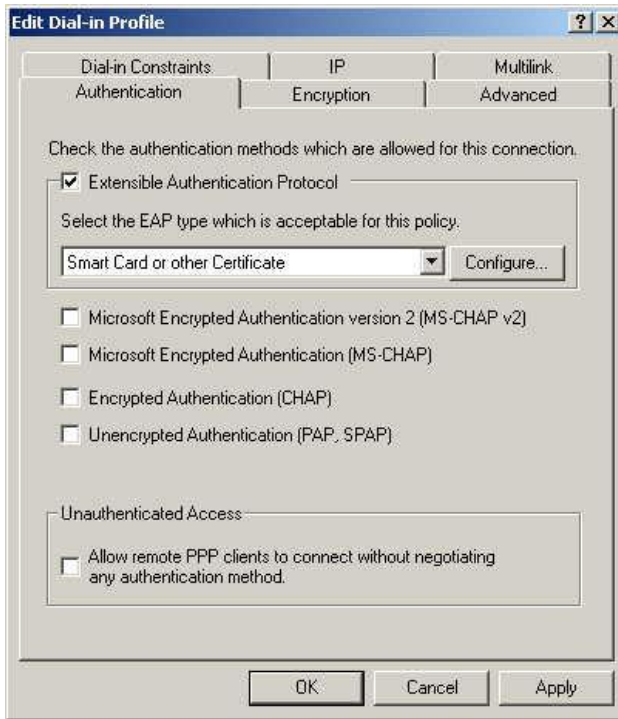 Edit Dial-in Profile
Dial-in Constraints IP Multilink
Authentication Encryption Advanced
Check the authentication methods which are allowed for this connection.
Extensible Authentication Protocol
Select the EAP type which is acceptable for this policy.
Smart Card or other Certificate Configure...
Microsoft Encrypted Authentication version 2 (MS-CHAP v2)
Microsoft Encrypted Authentication (MS-CHAP)
Encrypted Authentication (CHAP)
Unencrypted Authentication (PAP, SPAP)
Unauthenticated Access
Allow remote PPP clients to connect without negotiating
any authentication method.
OK Cancel Apply